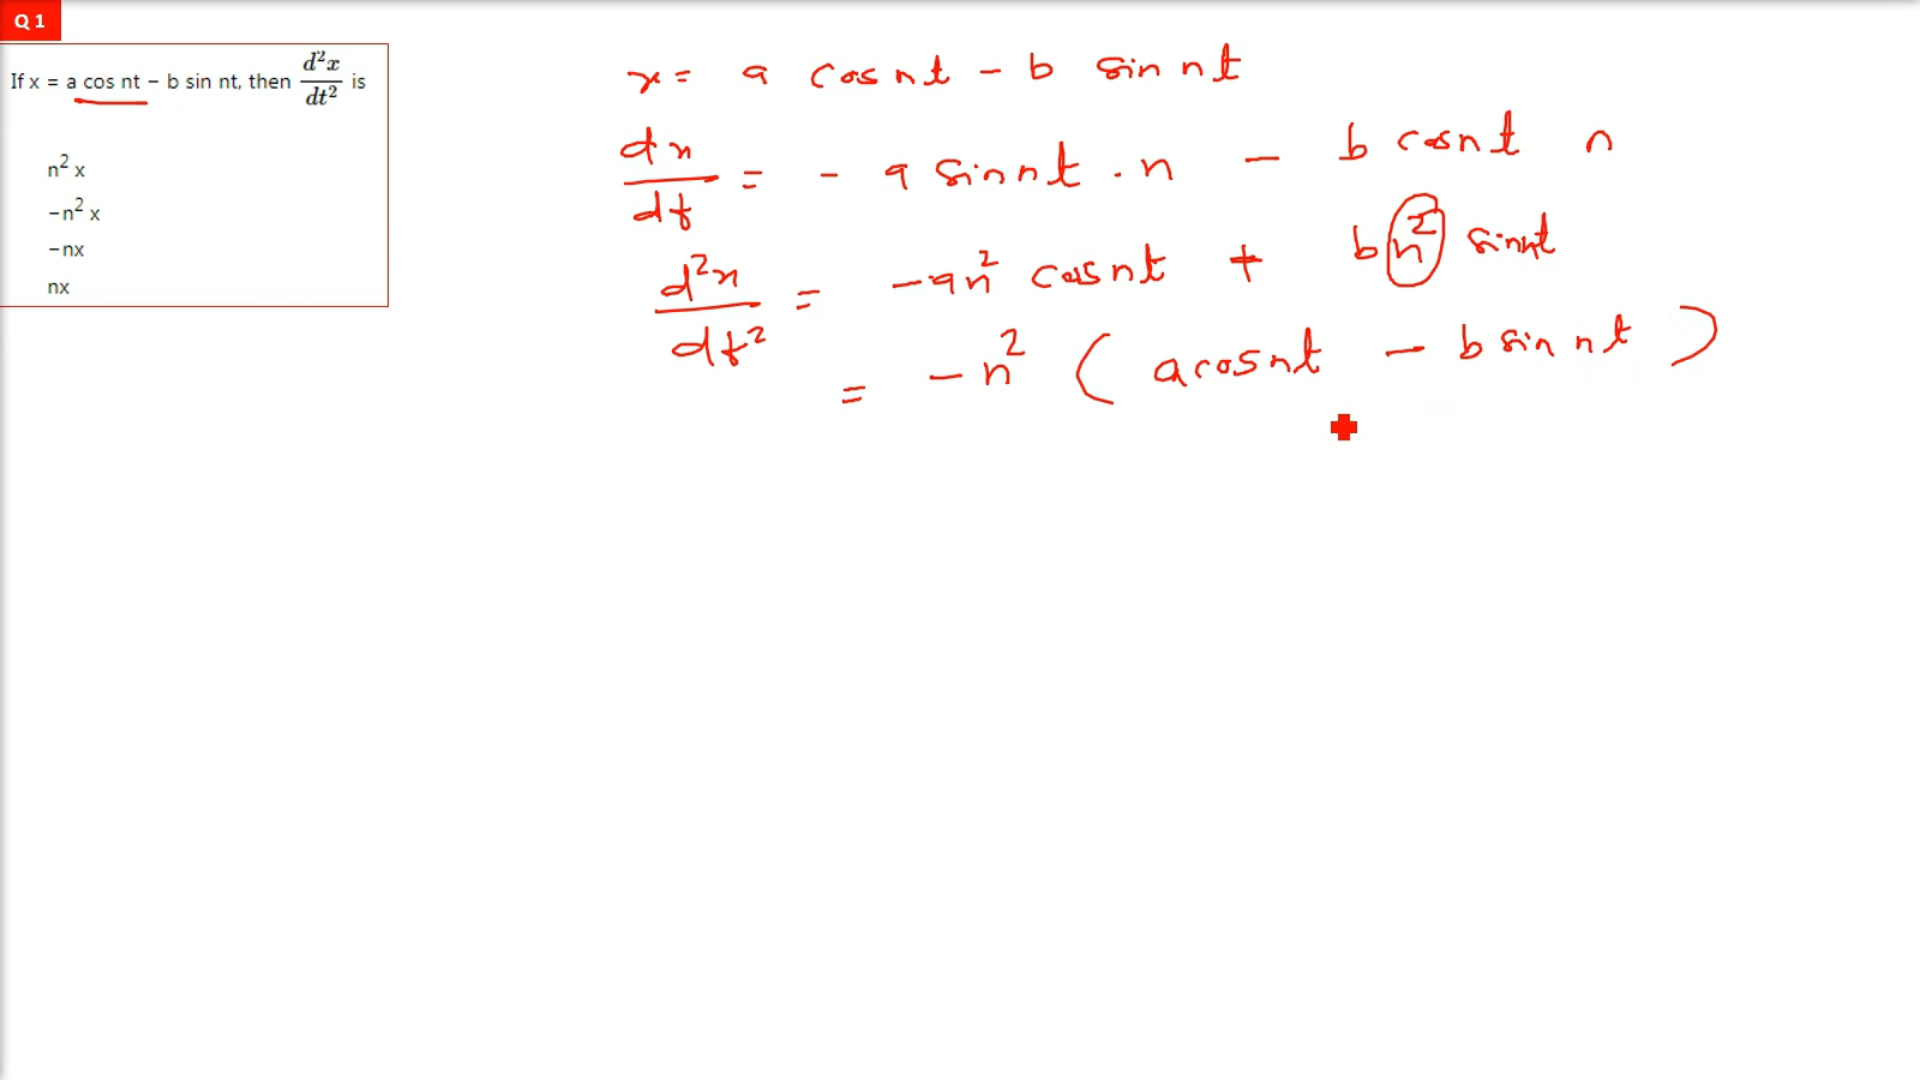 Q 1
If x = a cos nt − b sin nt, then d²x/dt² is
n² x
−n² x
−nx
nx
x = a cos nt − b sin nt
dx/dt = − a sin nt . n − b cos nt n
d²x/dt² = −an² cos nt + bn² sin nt
= −n² ( a cos nt − b sin nt )